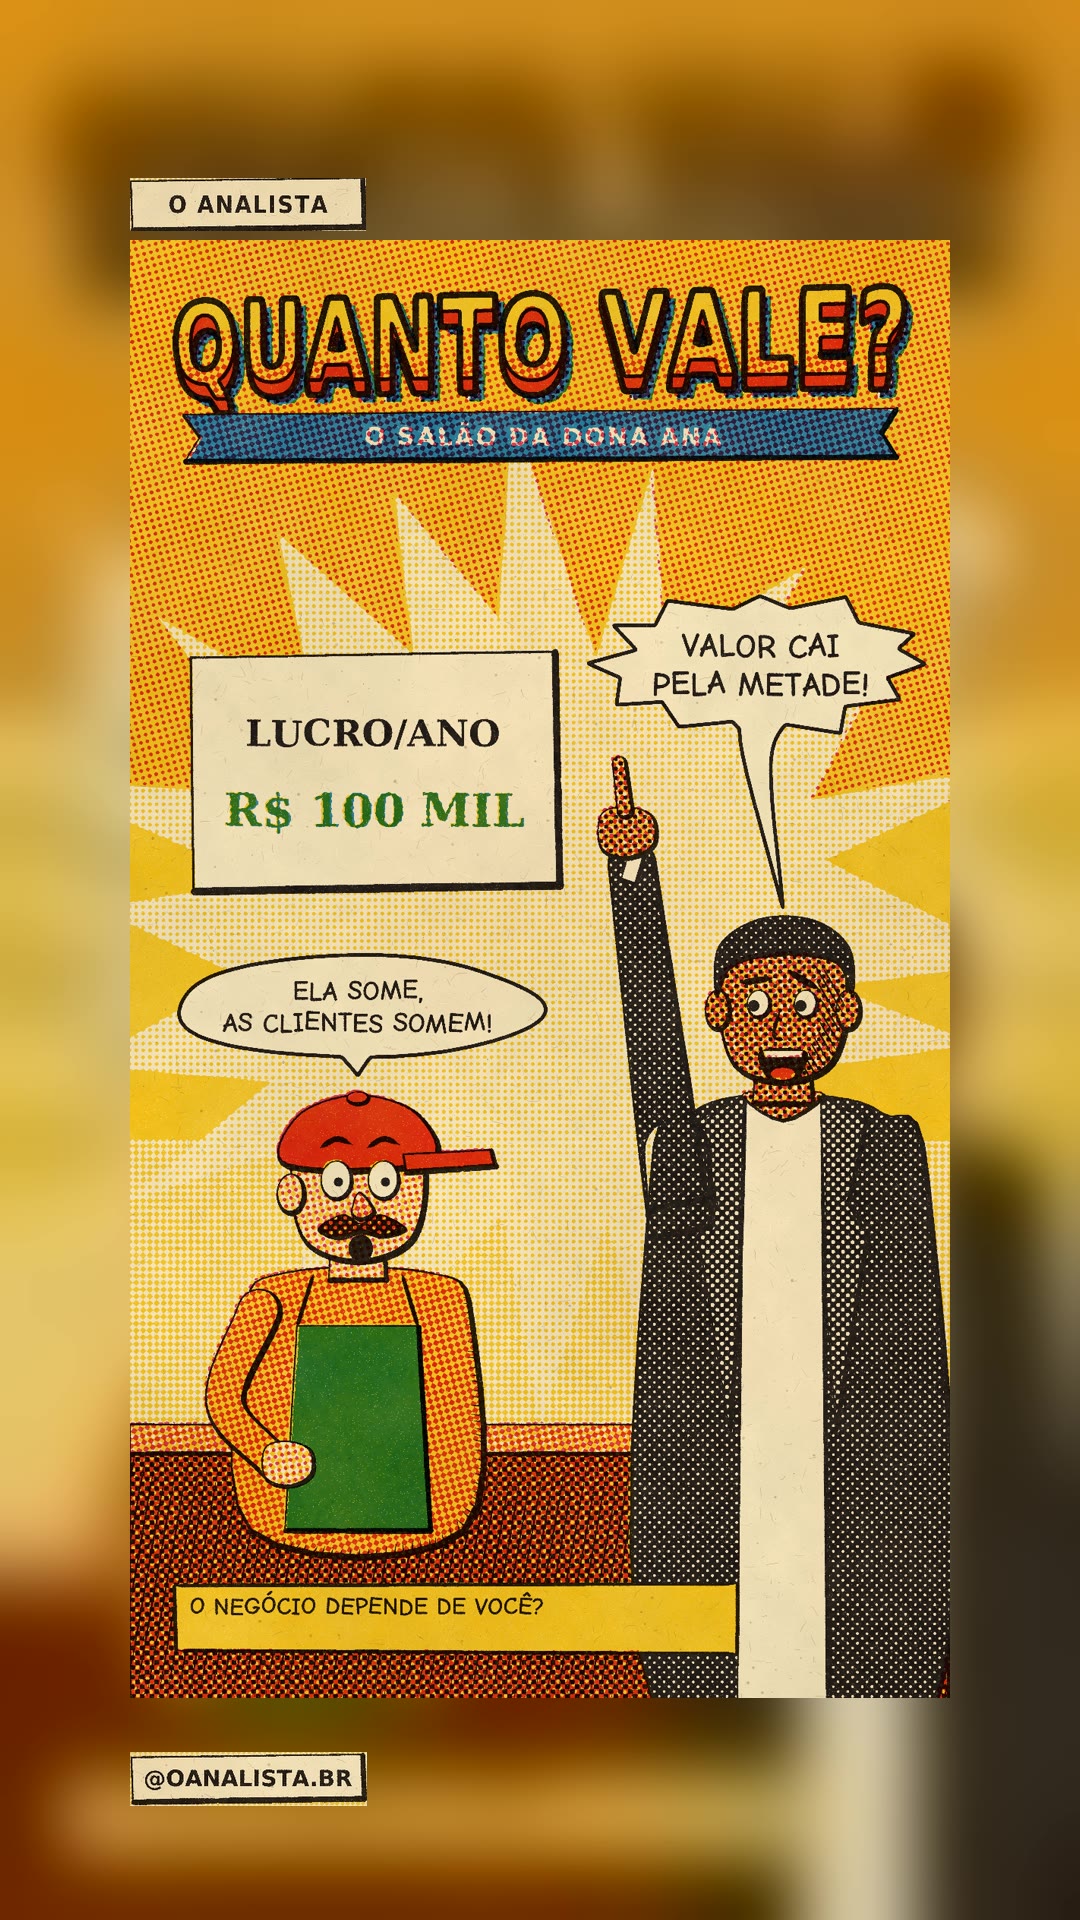 O ANALISTA
QUANTO VALE?
O SALÃO DA DONA ANA
VALOR CAI
PELA METADE!
LUCRO/ANO
R$ 100 MIL
ELA SOME,
AS CLIENTES SOMEM!
O NEGÓCIO DEPENDE DE VOCÊ?
@OANALISTA.BR